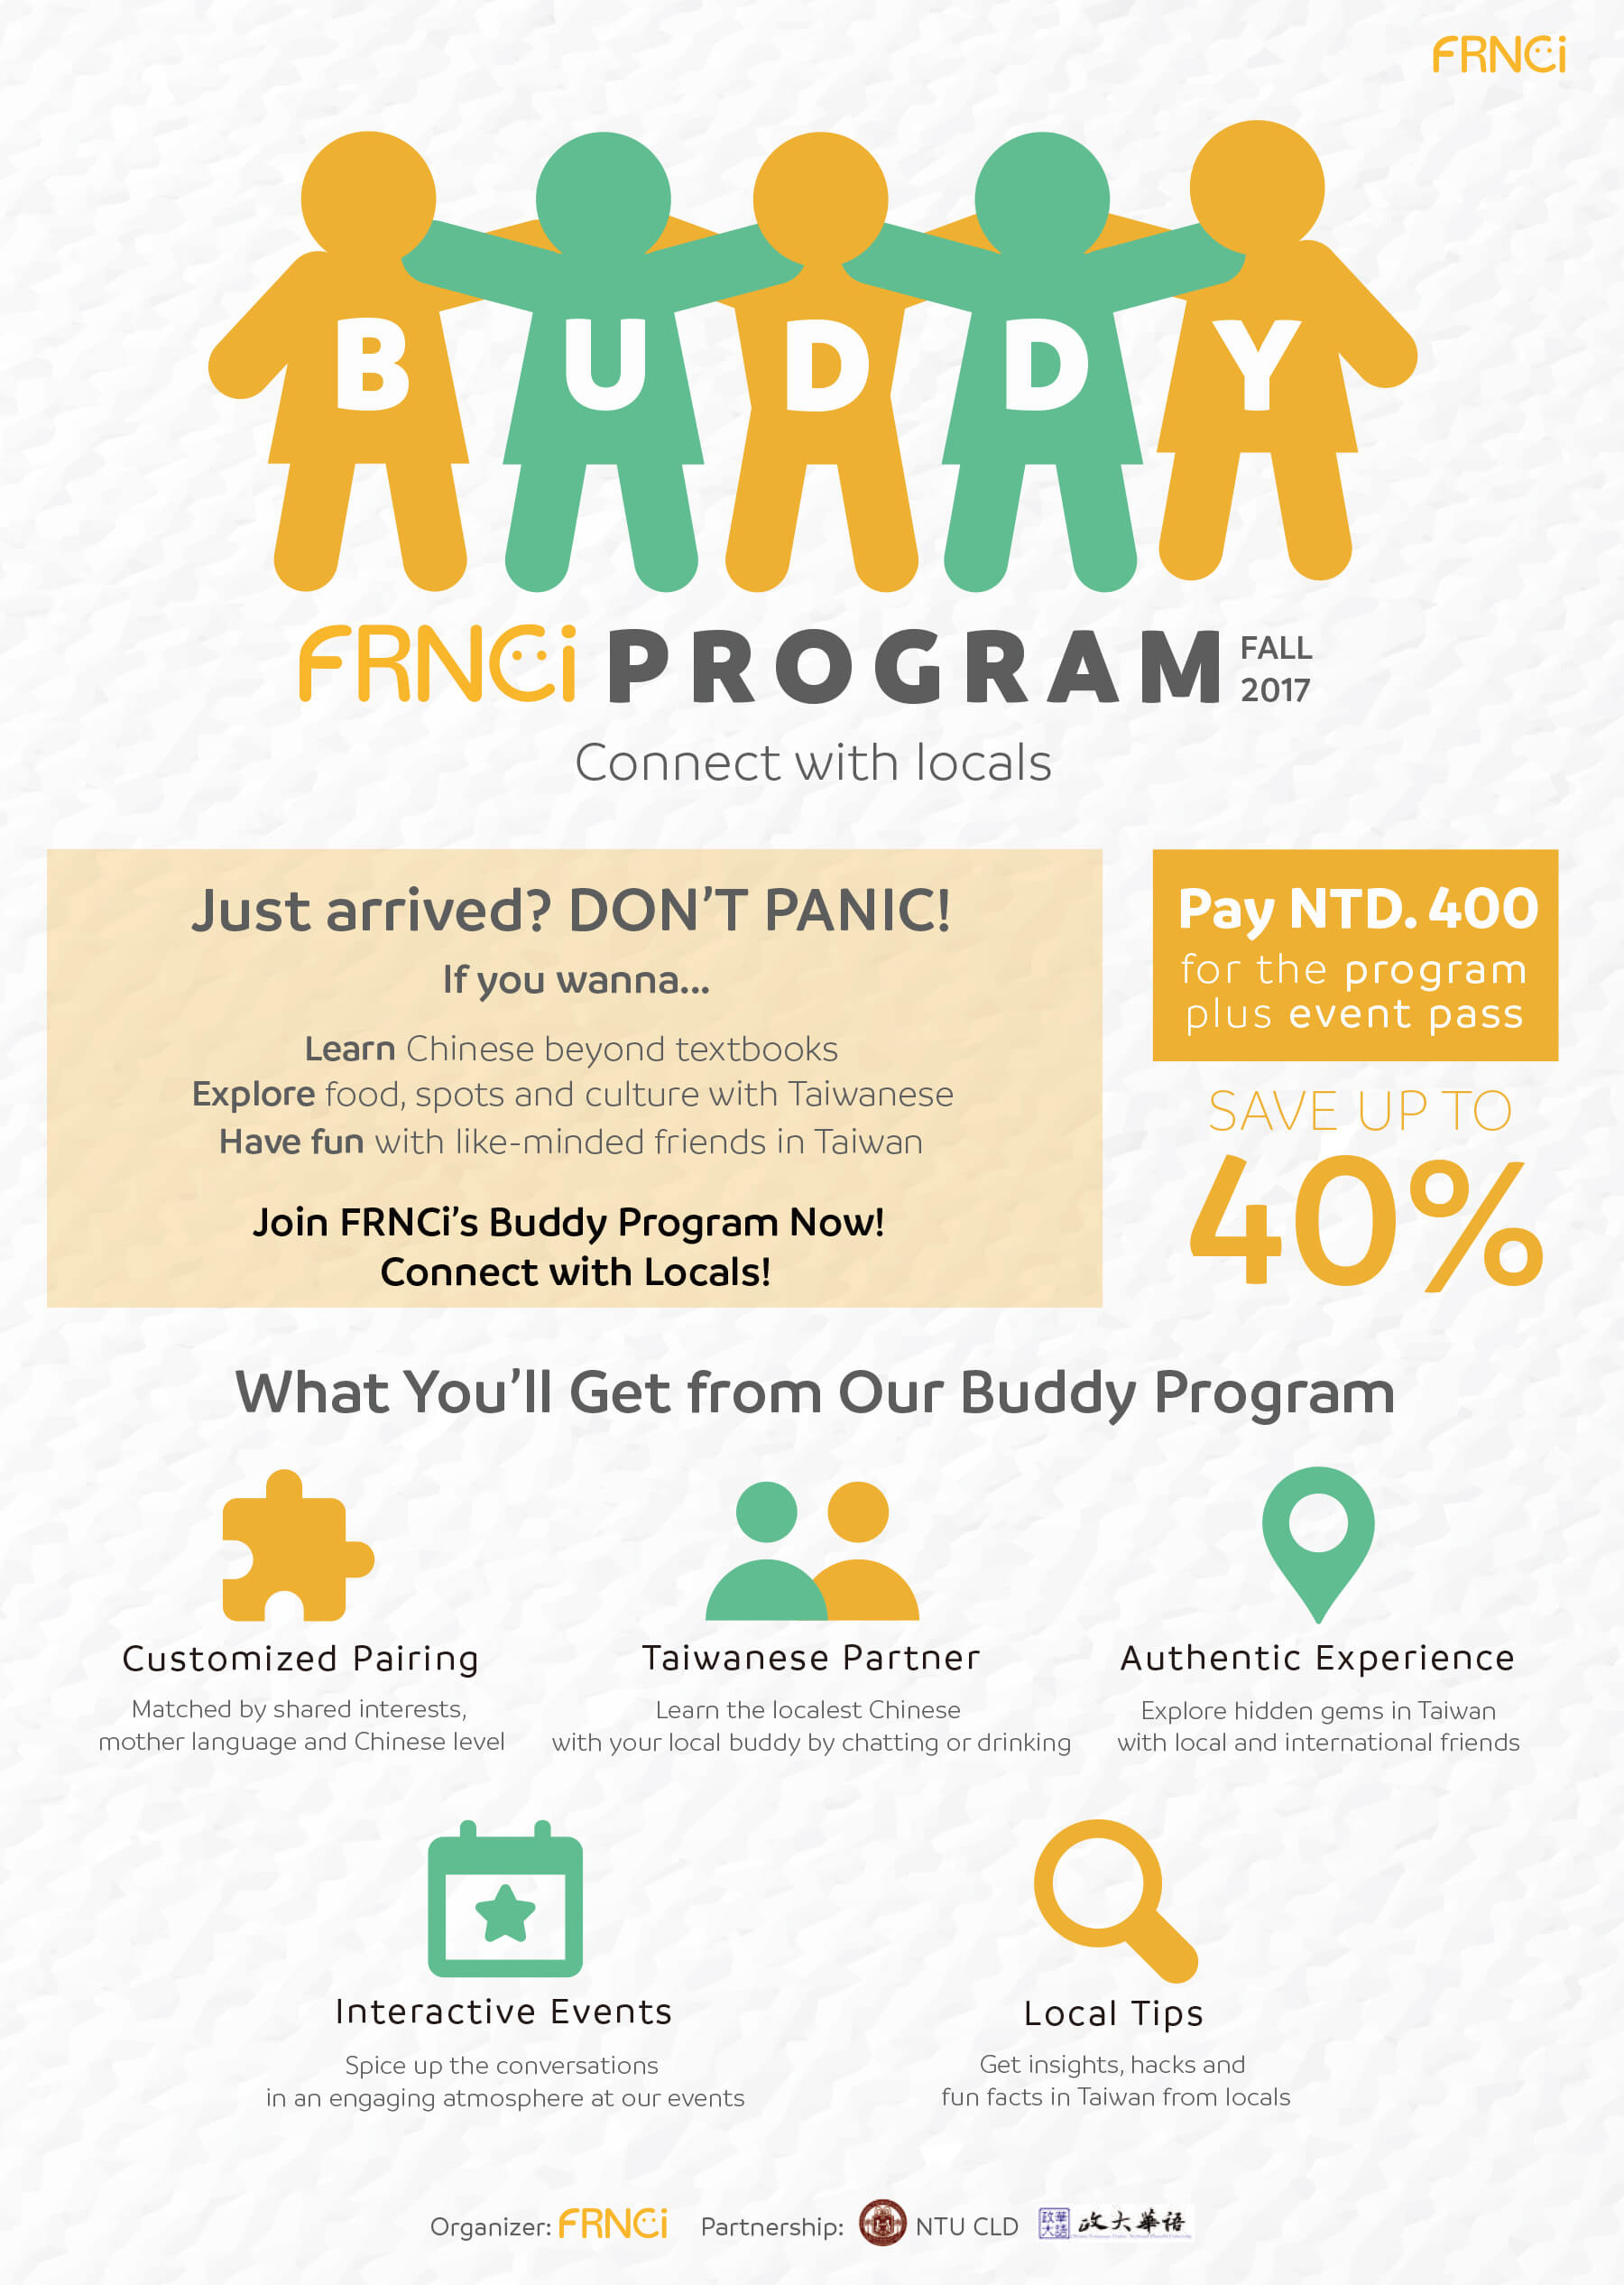 FRNCi
BUDDY
FRNCi PROGRAM FALL 2017
Connect with locals
Just arrived? DON'T PANIC!
If you wanna...
Learn Chinese beyond textbooks
Explore food, spots and culture with Taiwanese
Have fun with like-minded friends in Taiwan
Join FRNCi's Buddy Program Now!
Connect with Locals!
Pay NTD. 400
for the program
plus event pass
SAVE UP TO
40%
What You'll Get from Our Buddy Program
Customized Pairing
Matched by shared interests,
mother language and Chinese level
Taiwanese Partner
Learn the localest Chinese
with your local buddy by chatting or drinking
Authentic Experience
Explore hidden gems in Taiwan
with local and international friends
Interactive Events
Spice up the conversations
in an engaging atmosphere at our events
Local Tips
Get insights, hacks and
fun facts in Taiwan from locals
Organizer: FRNCi Partnership: NTU CLD 政大華語 政大華語